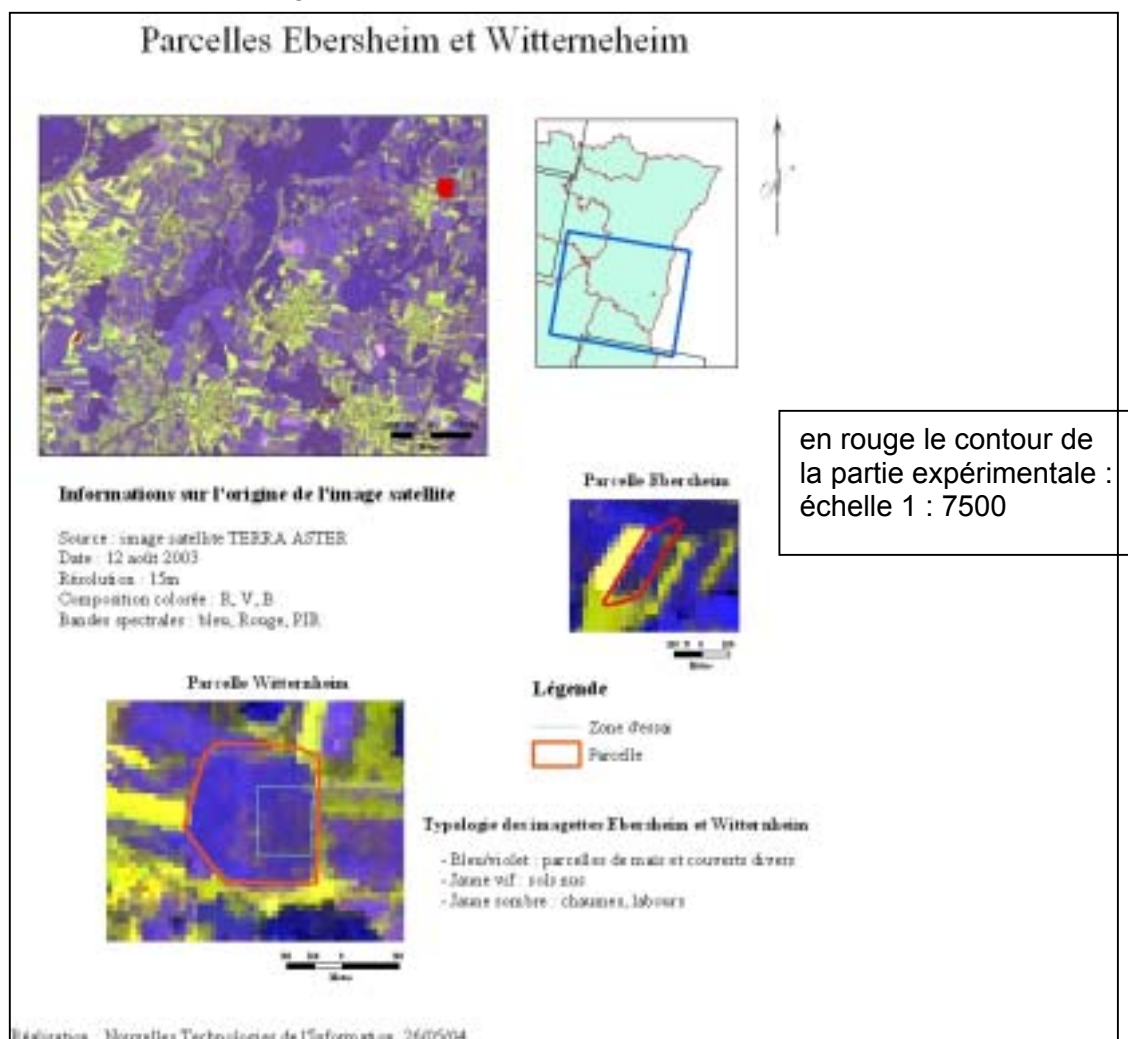 Parcelles Ebersheim et Witterneheim
en rouge le contour de
la partie expérimentale :
échelle 1 : 7500
Informations sur l'origine de l'image satellite
Source : image satellite TERRA ASTER
Date : 12 août 2003
Résolution : 15m
Composition colorée : R, V, B
Bandes spectrales : bleu, Rouge, PIR
Parcelle Ebersheim
Parcelle Witternheim
Légende
Zone d'essai
Parcelle
Typologie des imagettes Ebersheim et Witternheim
- Bleu/violet : parcelles de maïs et couverts divers
- Jaune vif : sols nus
- Jaune sombre : chaumes, labours
Réalisation : Nouvelles Technologies de l'Information, 26/05/04